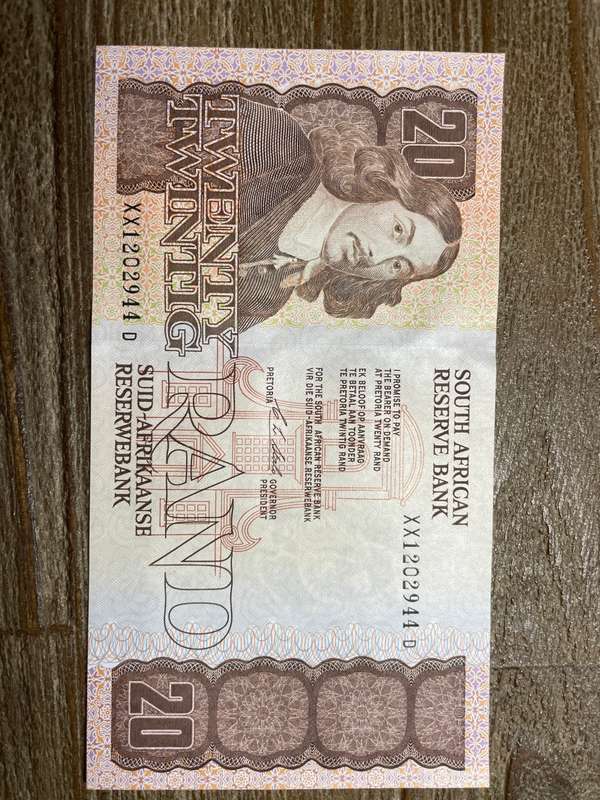 20
SOUTH AFRICAN
RESERVE BANK
XX1202944 D
I PROMISE TO PAY
THE BEARER ON DEMAND
AT PRETORIA TWENTY RAND
EK BELOOF OP AANVRAAG
TE BETAAL AAN TOONDER
TE PRETORIA TWINTIG RAND
FOR THE SOUTH AFRICAN RESERVE BANK
VIR DIE SUID-AFRIKAANSE RESERWEBANK
PRETORIA
GOVERNOR
PRESIDENT
TWENTY
TWINTIG
RAND
XX1202944 D
SUID-AFRIKAANSE
RESERWEBANK
20